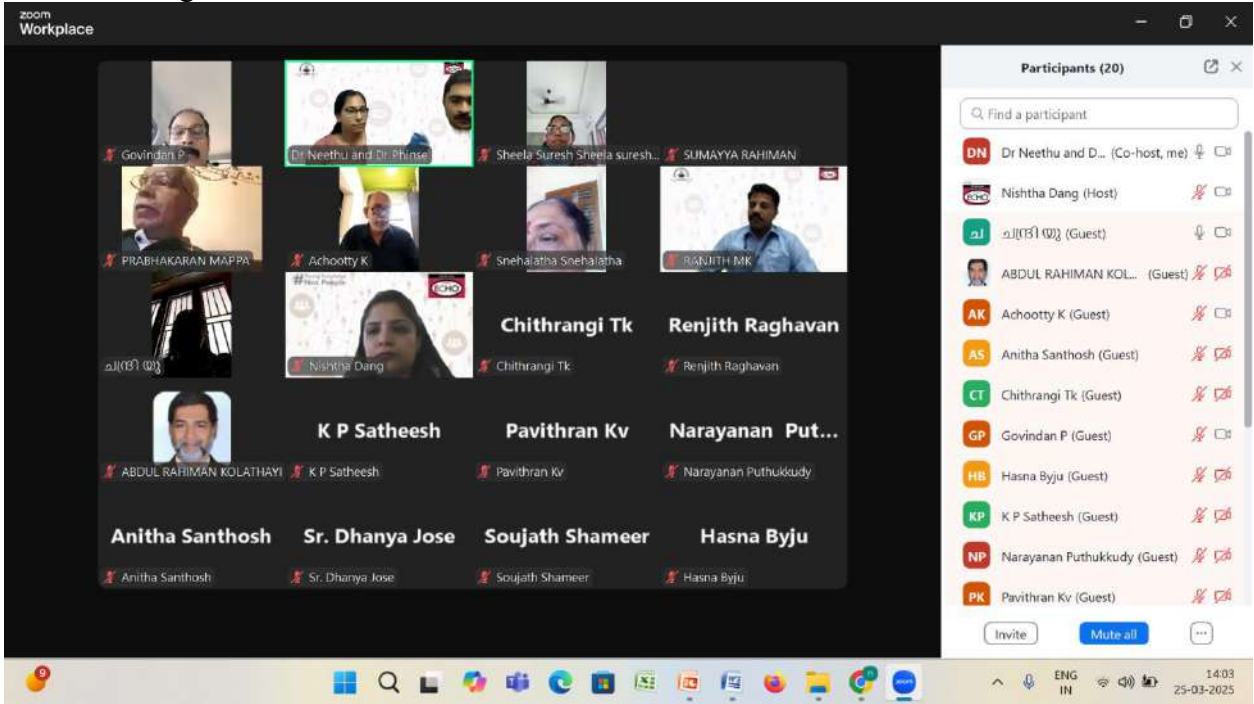 zoom
Workplace
Govindan P
Dr Neethu and Dr Phinse
Sheela Suresh Sheela suresh...
SUMAYYA RAHIMAN
PRABHAKARAN MAPPA
Achootty K
Snehalatha Snehalatha
RANJITH MK
ECHO
ചന്ദ്രി യു
Nishtha Dang
Chithrangi Tk
Chithrangi Tk
Renjith Raghavan
Renjith Raghavan
ABDUL RAHIMAN KOLATHAYI
K P Satheesh
K P Satheesh
Pavithran Kv
Pavithran Kv
Narayanan Put...
Narayanan Puthukkudy
Anitha Santhosh
Anitha Santhosh
Sr. Dhanya Jose
Sr. Dhanya Jose
Soujath Shameer
Soujath Shameer
Hasna Byju
Hasna Byju
Participants (20)
Find a participant
DN Dr Neethu and D... (Co-host, me)
Nishtha Dang (Host)
ച ചന്ദ്രി യു (Guest)
ABDUL RAHIMAN KOL... (Guest)
AK Achootty K (Guest)
AS Anitha Santhosh (Guest)
CT Chithrangi Tk (Guest)
GP Govindan P (Guest)
HB Hasna Byju (Guest)
KP K P Satheesh (Guest)
NP Narayanan Puthukkudy (Guest)
PK Pavithran Kv (Guest)
Invite
Mute all
9
ENG
IN
14:03
25-03-2025